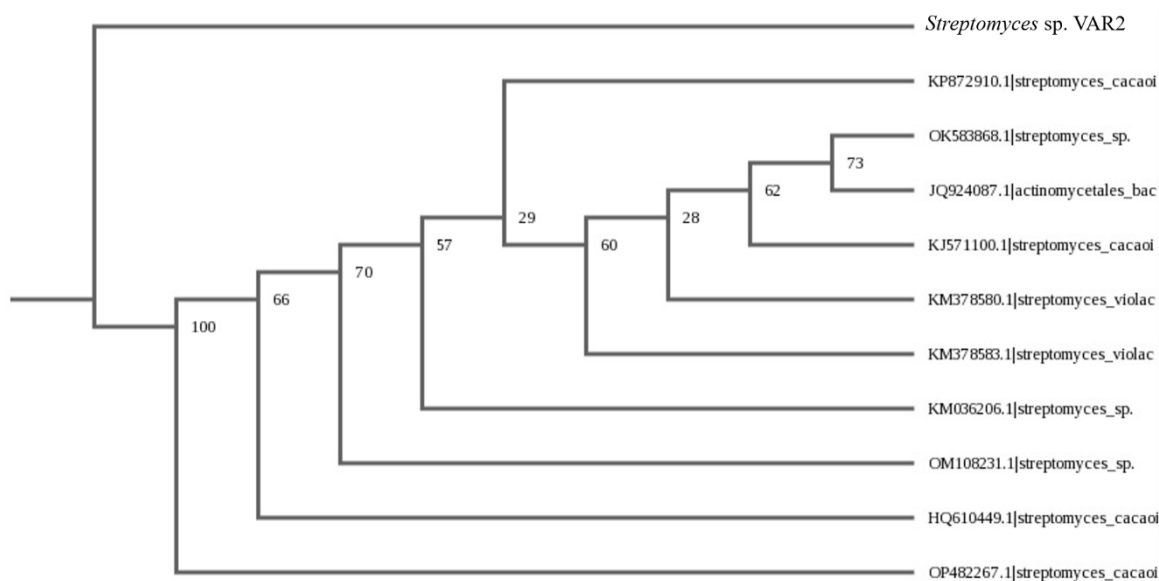 Streptomyces sp. VAR2
KP872910.1|streptomyces_cacaoi
OK583868.1|streptomyces_sp.
73
JQ924087.1|actinomycetales_bac
62
29
28
KJ571100.1|streptomyces_cacaoi
57
60
70
KM378580.1|streptomyces_violac
66
100
KM378583.1|streptomyces_violac
KM036206.1|streptomyces_sp.
OM108231.1|streptomyces_sp.
HQ610449.1|streptomyces_cacaoi
OP482267.1|streptomyces_cacaoi